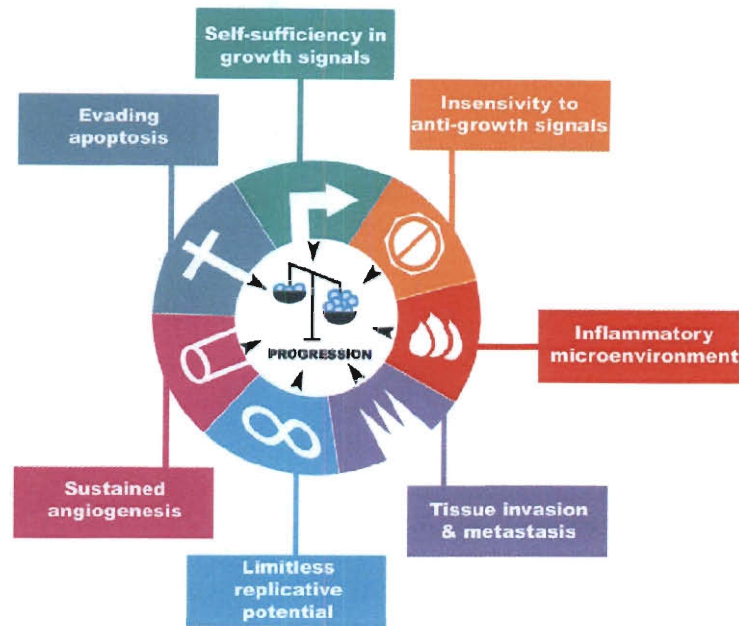 Self-sufficiency in
growth signals
Insensivity to
anti-growth signals
Evading
apoptosis
PROGRESSION
Inflammatory
microenvironment
Sustained
angiogenesis
Tissue invasion
& metastasis
Limitless
replicative
potential